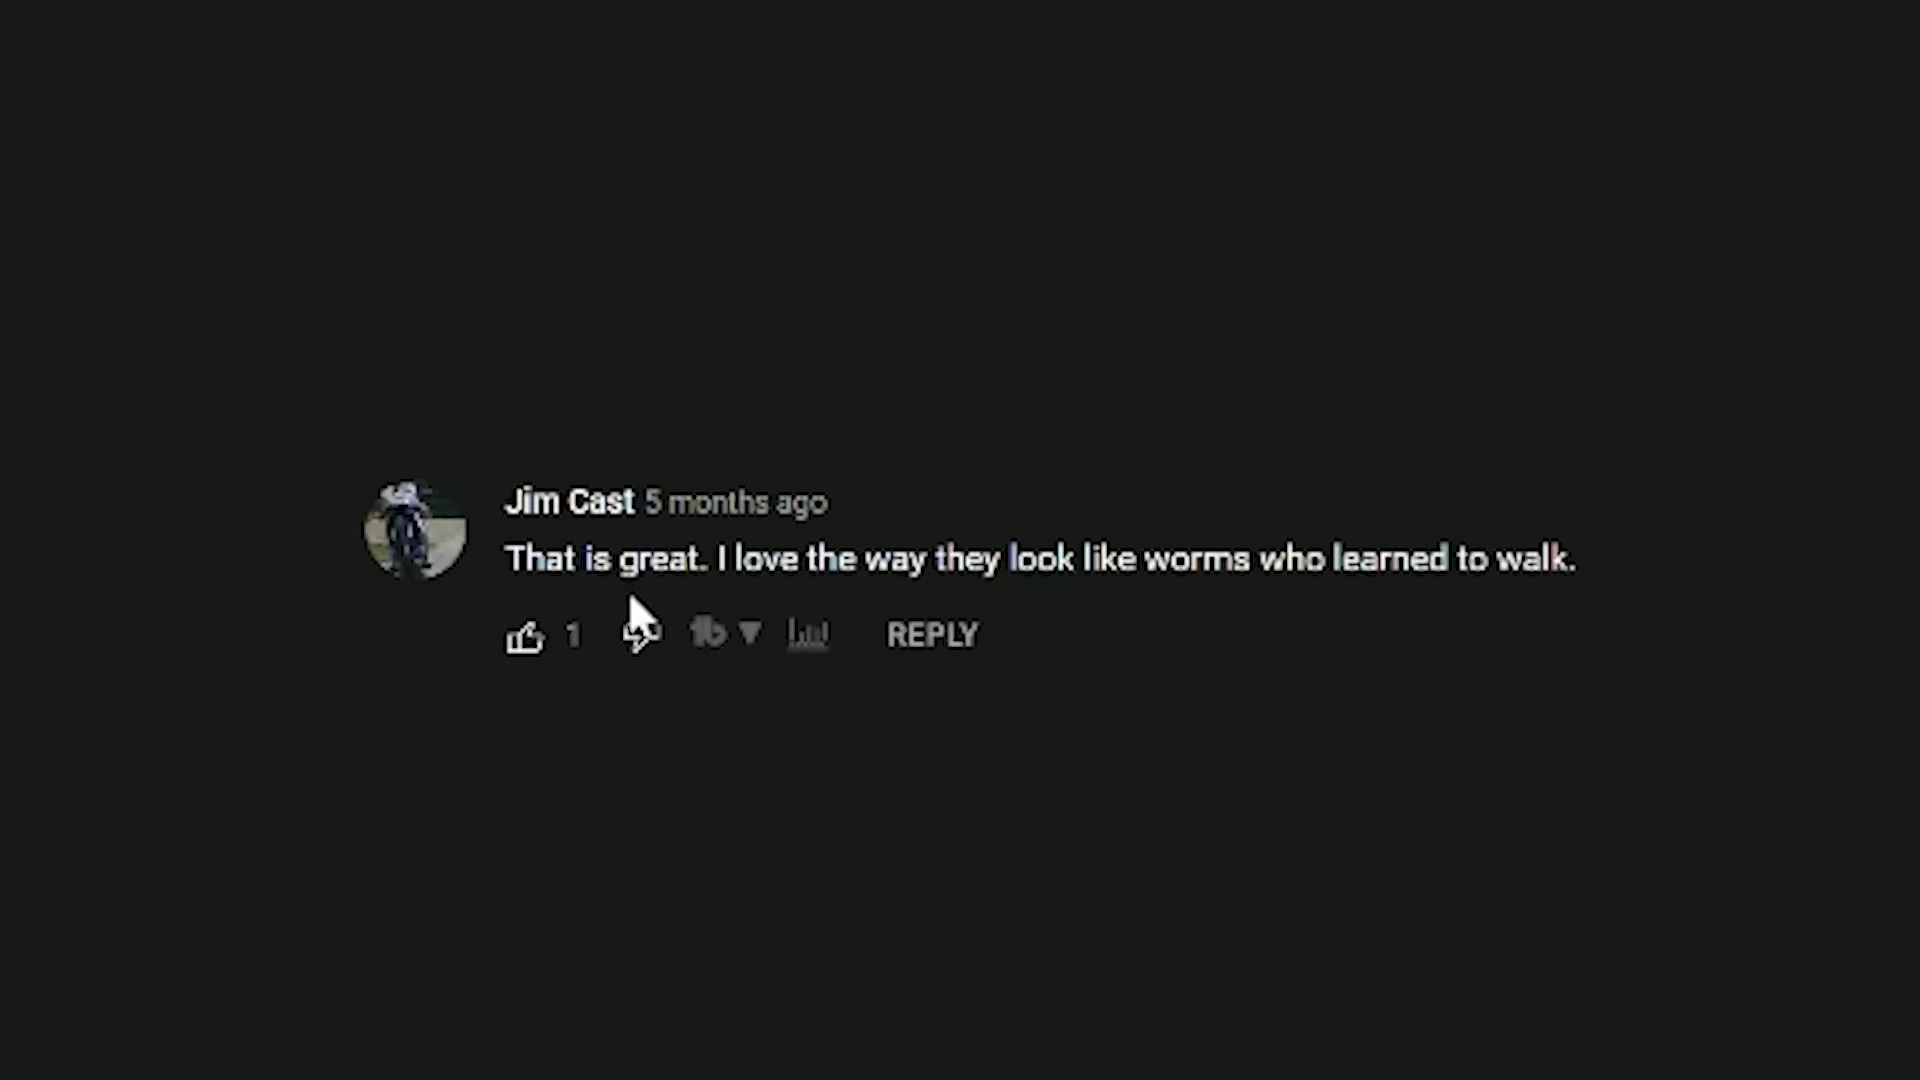 Jim Cast 5 months ago
That is great. I love the way they look like worms who learned to walk.
1 REPLY